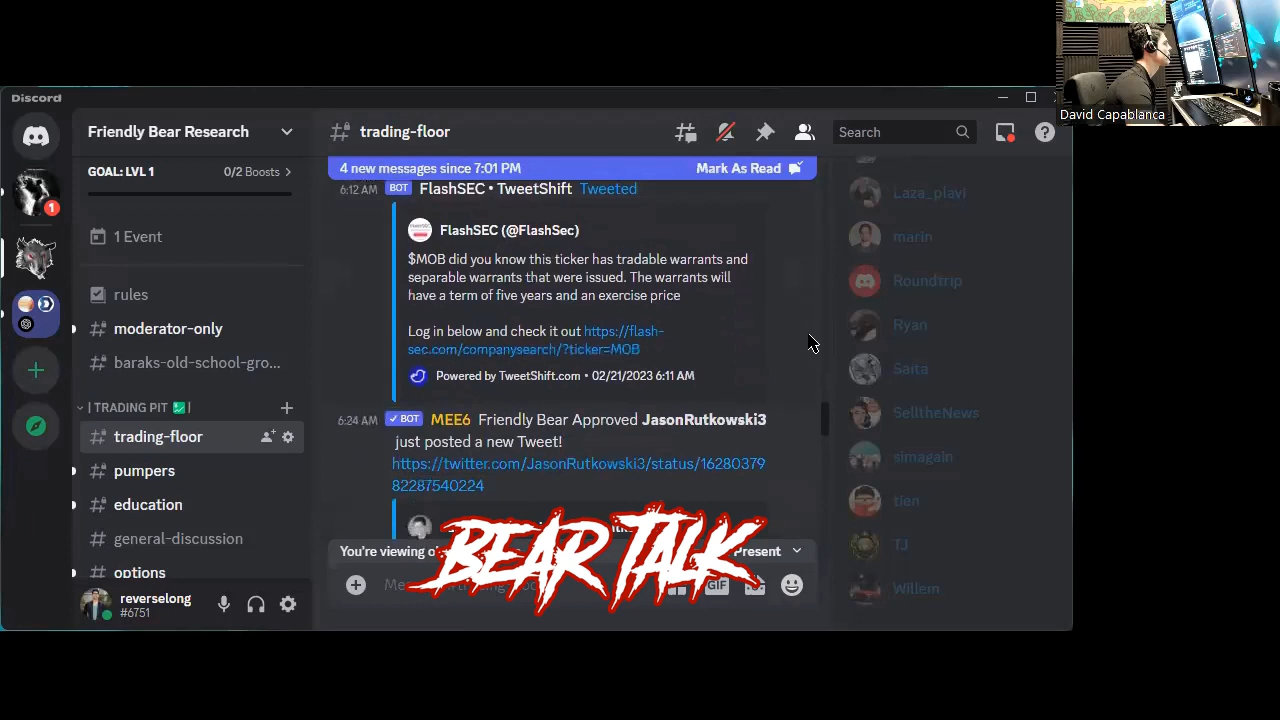 David Capablanca
Discord
Friendly Bear Research
GOAL: LVL 1
0/2 Boosts
1
1 Event
rules
moderator-only
baraks-old-school-gro...
| TRADING PIT 💹 |
trading-floor
pumpers
education
general-discussion
options
reverselong
#6751
trading-floor
Search
4 new messages since 7:01 PM
Mark As Read
6:12 AM BOT FlashSEC • TweetShift Tweeted
FlashSEC (@FlashSec)
$MOB did you know this ticker has tradable warrants and
separable warrants that were issued. The warrants will
have a term of five years and an exercise price
Log in below and check it out https://flash-
sec.com/companysearch/?ticker=MOB
Powered by TweetShift.com • 02/21/2023 6:11 AM
6:24 AM ✓ BOT MEE6 Friendly Bear Approved JasonRutkowski3
just posted a new Tweet!
https://twitter.com/JasonRutkowski3/status/16280379
82287540224
You're viewing
Present
GIF
BEAR TALK
Laza_plavi
marin
Roundtrip
Ryan
Saita
SelltheNews
simagain
tien
TJ
Willem